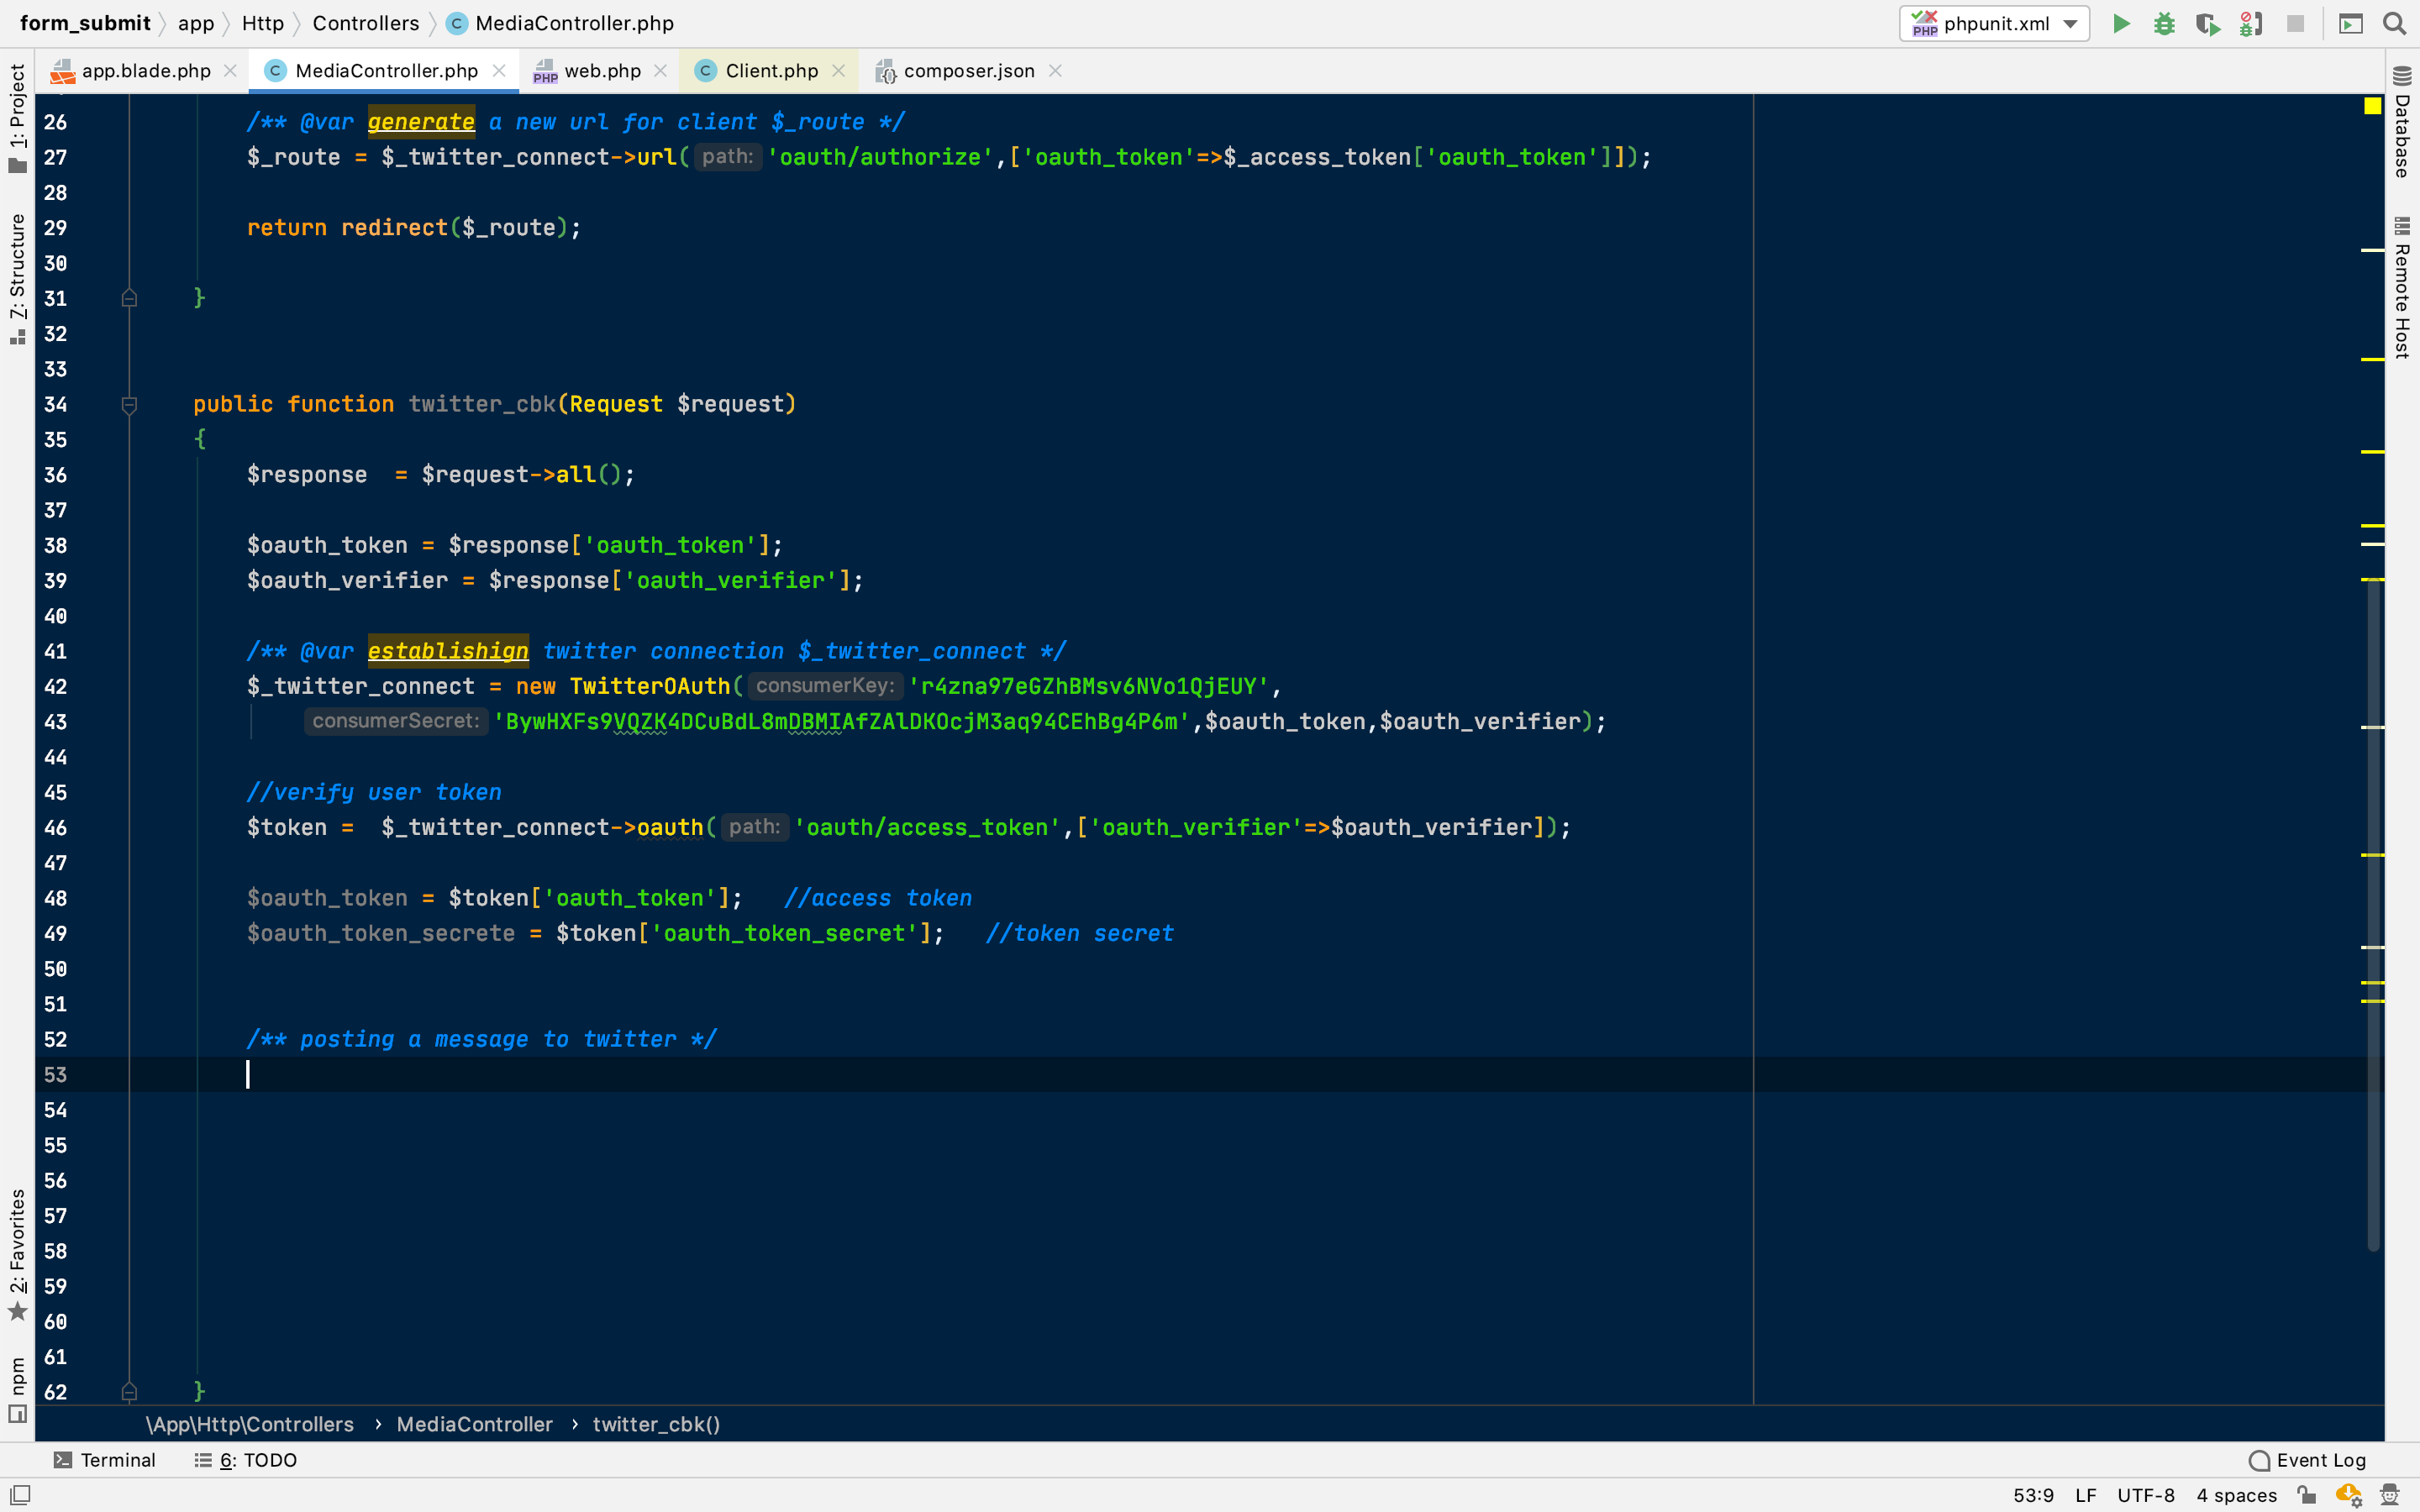 form_submit app Http Controllers MediaController.php phpunit.xml
app.blade.php MediaController.php web.php Client.php composer.json
1: Project
7: Structure
2: Favorites
npm
Database
Remote Host
26 /** @var generate a new url for client $_route */
27 $_route = $_twitter_connect->url( path: 'oauth/authorize',['oauth_token'=>$_access_token['oauth_token']]);
28
29 return redirect($_route);
30
31 }
32
33
34 public function twitter_cbk(Request $request)
35 {
36 $response  = $request->all();
37
38 $oauth_token = $response['oauth_token'];
39 $oauth_verifier = $response['oauth_verifier'];
40
41 /** @var establishign twitter connection $_twitter_connect */
42 $_twitter_connect = new TwitterOAuth( consumerKey: 'r4zna97eGZhBMsv6NVo1QjEUY',
43 consumerSecret: 'BywHXFs9VQZK4DCuBdL8mDBMIAfZAlDKOcjM3aq94CEhBg4P6m',$oauth_token,$oauth_verifier);
44
45 //verify user token
46 $token =  $_twitter_connect->oauth( path: 'oauth/access_token',['oauth_verifier'=>$oauth_verifier]);
47
48 $oauth_token = $token['oauth_token'];   //access token
49 $oauth_token_secrete = $token['oauth_token_secret'];   //token secret
50
51
52 /** posting a message to twitter */
53
54
55
56
57
58
59
60
61
62 }
\App\Http\Controllers › MediaController › twitter_cbk()
Terminal 6: TODO Event Log
53:9 LF UTF-8 4 spaces